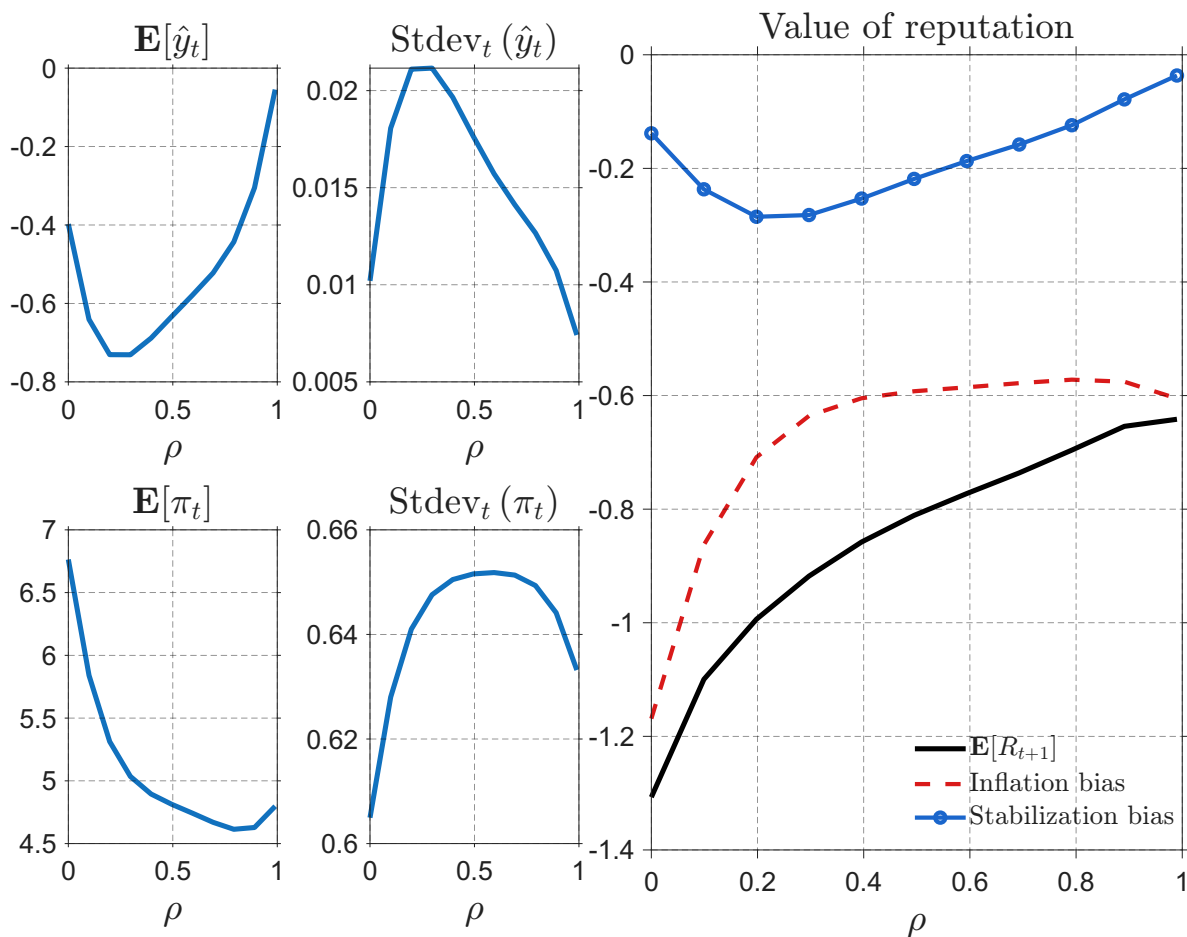 E[ŷ_t]
0
-0.2
-0.4
-0.6
-0.8
0 0.5 1
ρ
Stdev_t (ŷ_t)
0.02
0.015
0.01
0.005
0 0.5 1
ρ
E[π_t]
7
6.5
6
5.5
5
4.5
0 0.5 1
ρ
Stdev_t (π_t)
0.66
0.64
0.62
0.6
0 0.5 1
ρ
Value of reputation
0
-0.2
-0.4
-0.6
-0.8
-1
-1.2
-1.4
0 0.2 0.4 0.6 0.8 1
ρ
E[R_{t+1}]
Inflation bias
Stabilization bias